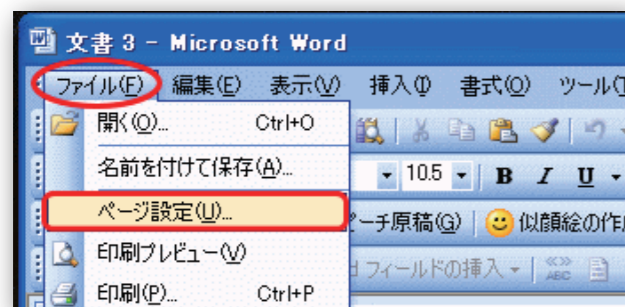 文書 3 - Microsoft Word
ファイル(F) 編集(E) 表示(V) 挿入(I) 書式(O) ツール(T
開く(O)... Ctrl+O
名前を付けて保存(A)...
10.5 B I U
ページ設定(U)...
ーチ原稿(G) 似顔絵の作
印刷プレビュー(V)
フィールドの挿入 ABC
印刷(P)... Ctrl+P